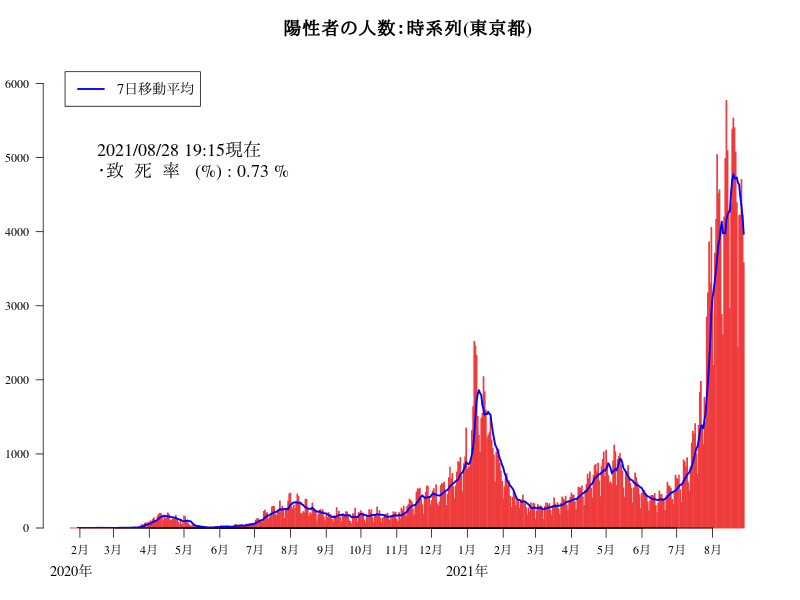 陽性者の人数:時系列(東京都)
7日移動平均
2021/08/28 19:15現在
・致 死 率 (%) : 0.73 %
6000
5000
4000
3000
2000
1000
0
2月 3月 4月 5月 6月 7月 8月 9月 10月 11月 12月 1月 2月 3月 4月 5月 6月 7月 8月
2020年 2021年